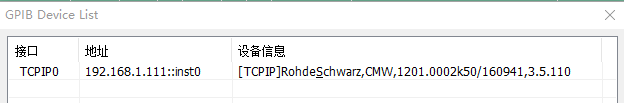 GPIB Device List
接口 地址 设备信息
TCPIP0 192.168.1.111::inst0 [TCPIP]RohdeSchwarz,CMW,1201.0002k50/160941,3.5.110